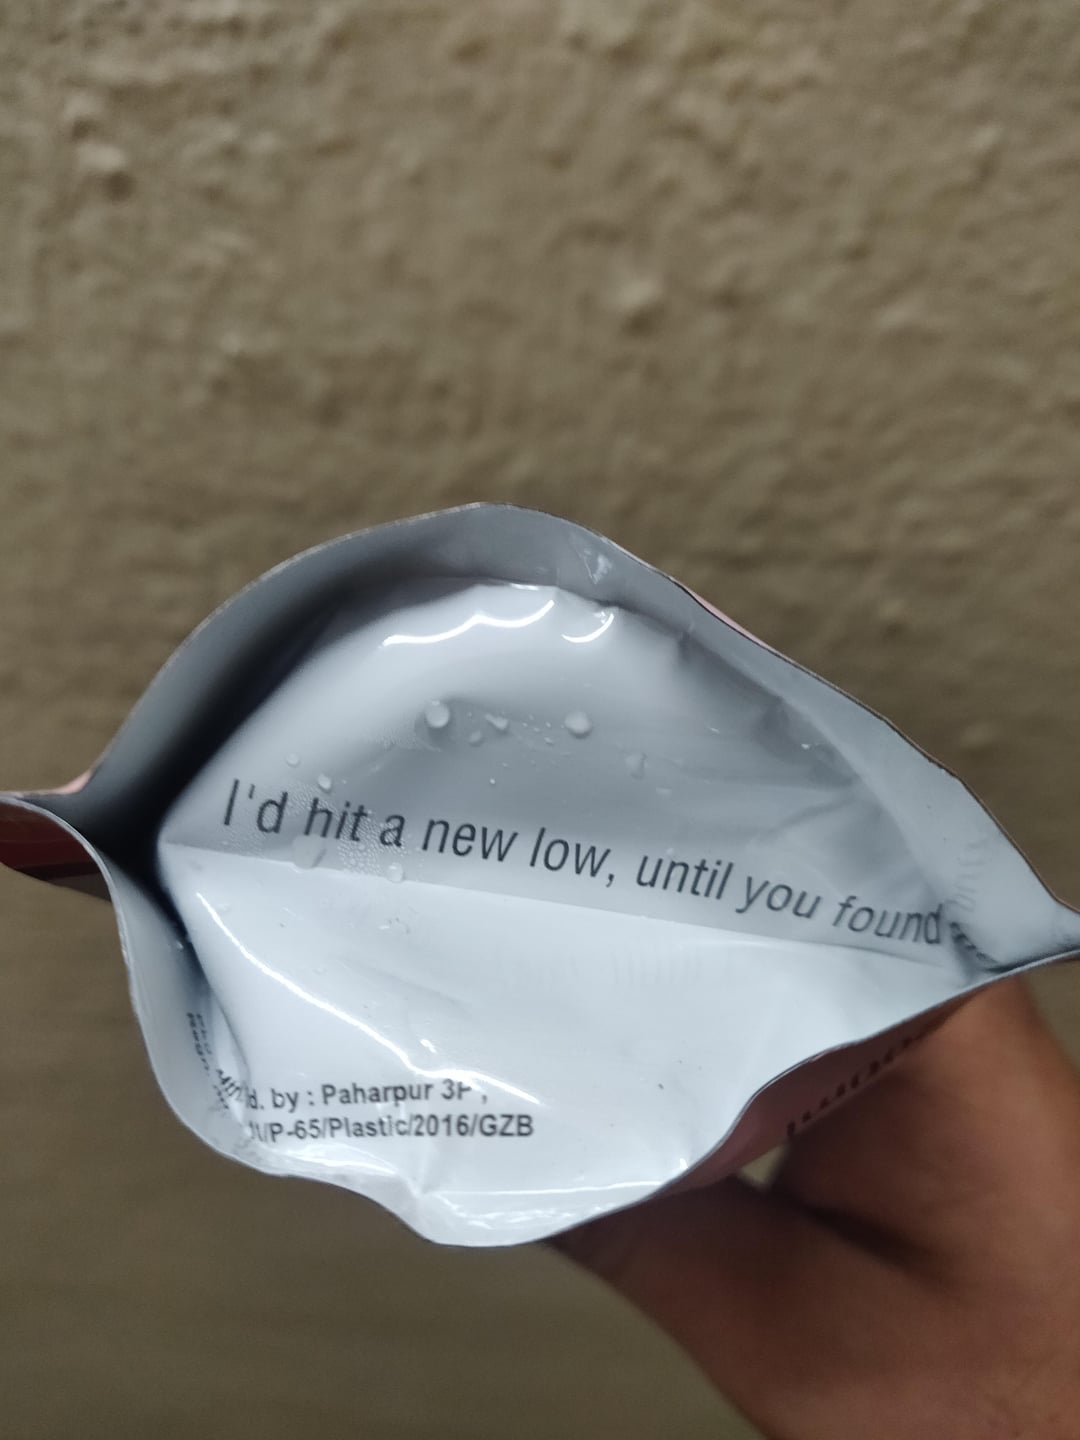 I'd hit a new low, until you found
d. by : Paharpur 3P,
/P-65/Plastic/2016/GZB